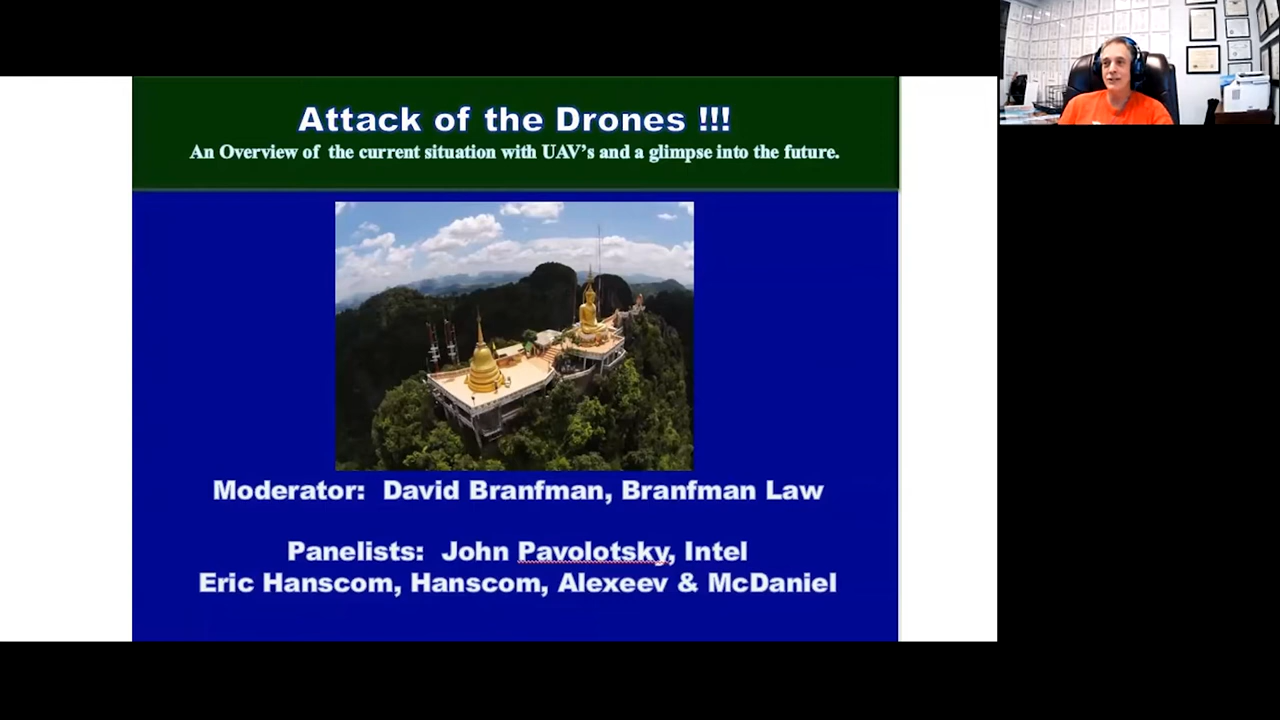 Attack of the Drones !!!
An Overview of the current situation with UAV's and a glimpse into the future.
Moderator: David Branfman, Branfman Law
Panelists: John Pavolotsky, Intel
Eric Hanscom, Hanscom, Alexeev & McDaniel